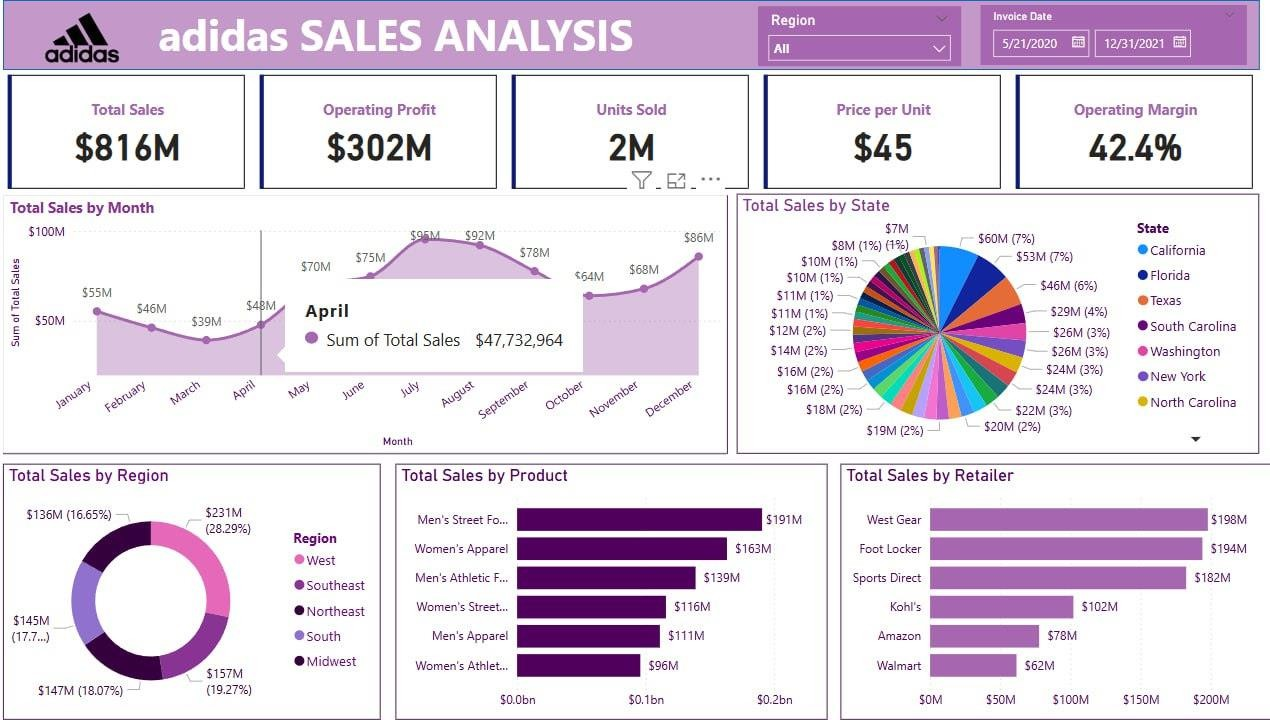 adidas
adidas SALES ANALYSIS
Region
All
Invoice Date
5/21/2020
12/31/2021
Total Sales
$816M
Operating Profit
$302M
Units Sold
2M
Price per Unit
$45
Operating Margin
42.4%
Total Sales by Month
Sum of Total Sales
$100M
$50M
$55M
$46M
$39M
$48M
$70M
$75M
$95M
$92M
$78M
$64M
$68M
$86M
April
Sum of Total Sales $47,732,964
January
February
March
April
May
June
July
August
September
October
November
December
Month
Total Sales by State
$60M (7%)
$53M (7%)
$46M (6%)
$29M (4%)
$26M (3%)
$26M (3%)
$24M (3%)
$24M (3%)
$22M (3%)
$20M (2%)
$19M (2%)
$18M (2%)
$16M (2%)
$16M (2%)
$14M (2%)
$12M (2%)
$11M (1%)
$11M (1%)
$10M (1%)
$10M (1%)
$8M (1%)
$7M
(1%)
State
California
Florida
Texas
South Carolina
Washington
New York
North Carolina
Total Sales by Region
$231M
(28.29%)
$157M
(19.27%)
$147M (18.07%)
$145M
(17.7...)
$136M (16.65%)
Region
West
Southeast
Northeast
South
Midwest
Total Sales by Product
Men's Street Fo... $191M
Women's Apparel $163M
Men's Athletic F... $139M
Women's Street... $116M
Men's Apparel $111M
Women's Athlet... $96M
$0.0bn $0.1bn $0.2bn
Total Sales by Retailer
West Gear $198M
Foot Locker $194M
Sports Direct $182M
Kohl's $102M
Amazon $78M
Walmart $62M
$0M $50M $100M $150M $200M